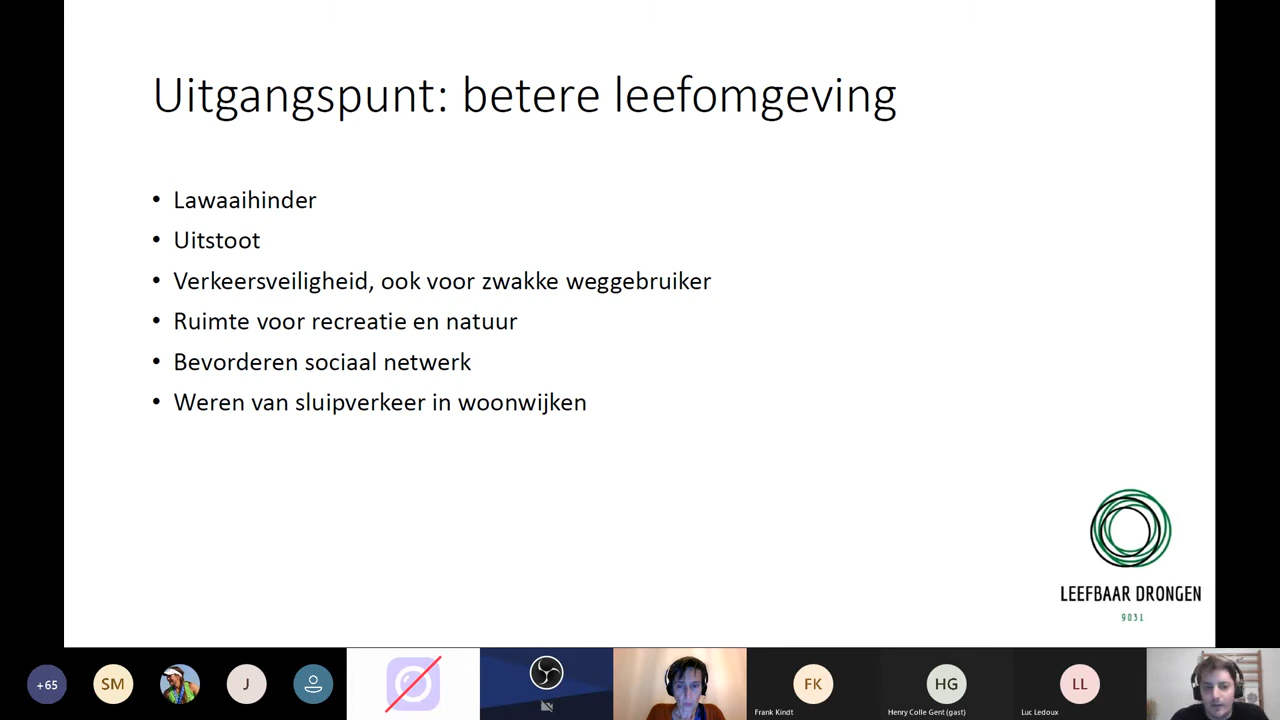 Uitgangspunt: betere leefomgeving
• Lawaaihinder
• Uitstoot
• Verkeersveiligheid, ook voor zwakke weggebruiker
• Ruimte voor recreatie en natuur
• Bevorderen sociaal netwerk
• Weren van sluipverkeer in woonwijken
LEEFBAAR DRONGEN
9031
+65
SM
J
FK
Frank Kindt
HG
Henry Colle Gent (gast)
LL
Luc Ledoux